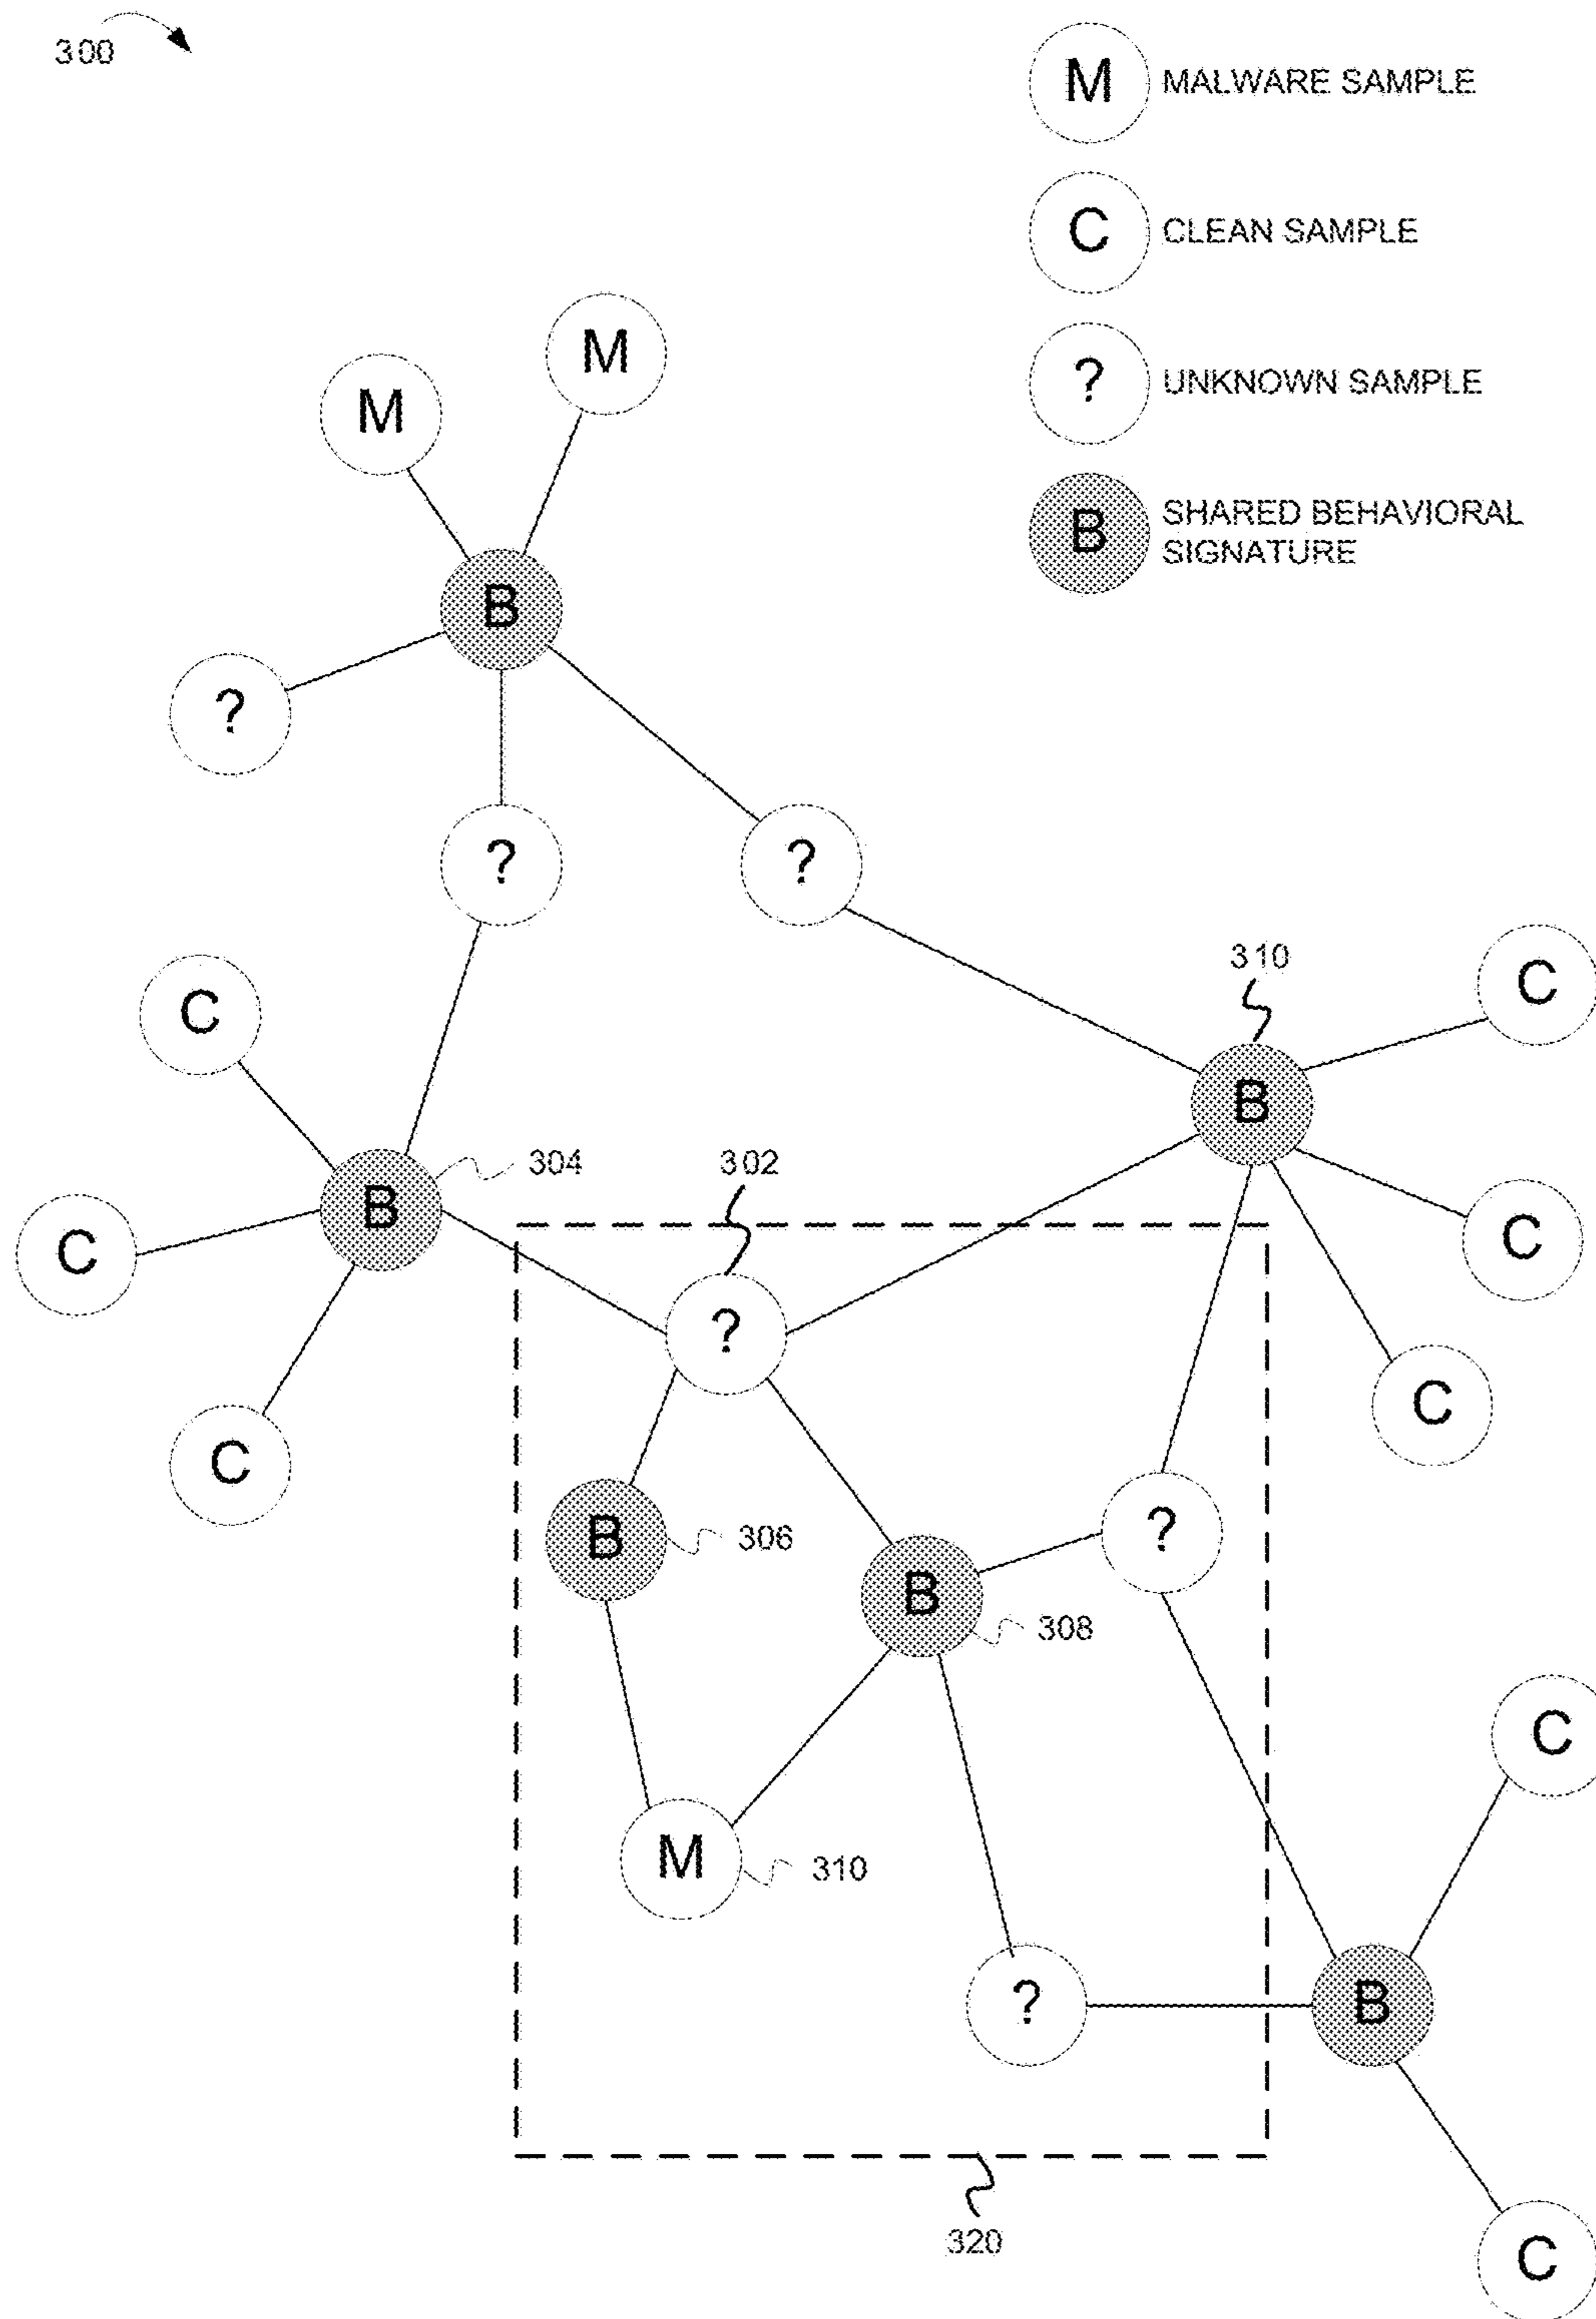 300
M MALWARE SAMPLE
C CLEAN SAMPLE
? UNKNOWN SAMPLE
B SHARED BEHAVIORAL
SIGNATURE
M
M
B
?
?
?
310
C
C
B
304
302
B
C
B
C
?
C
C
306
B
?
B
308
C
M
310
?
B
320
C